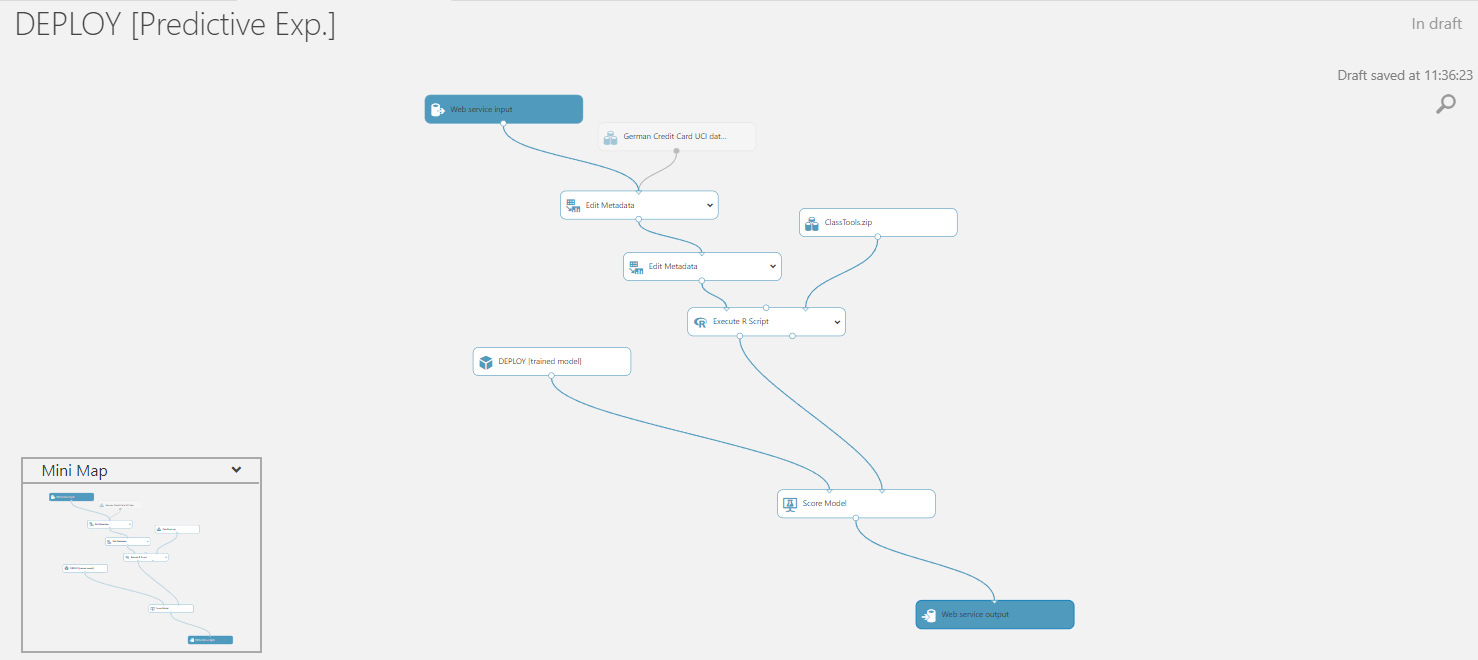 DEPLOY [Predictive Exp.]
In draft
Draft saved at 11:36:23
Web service input
German Credit Card UCI dat...
Edit Metadata
ClassTools.zip
Edit Metadata
Execute R Script
DEPLOY [trained model]
Mini Map
Score Model
Web service output